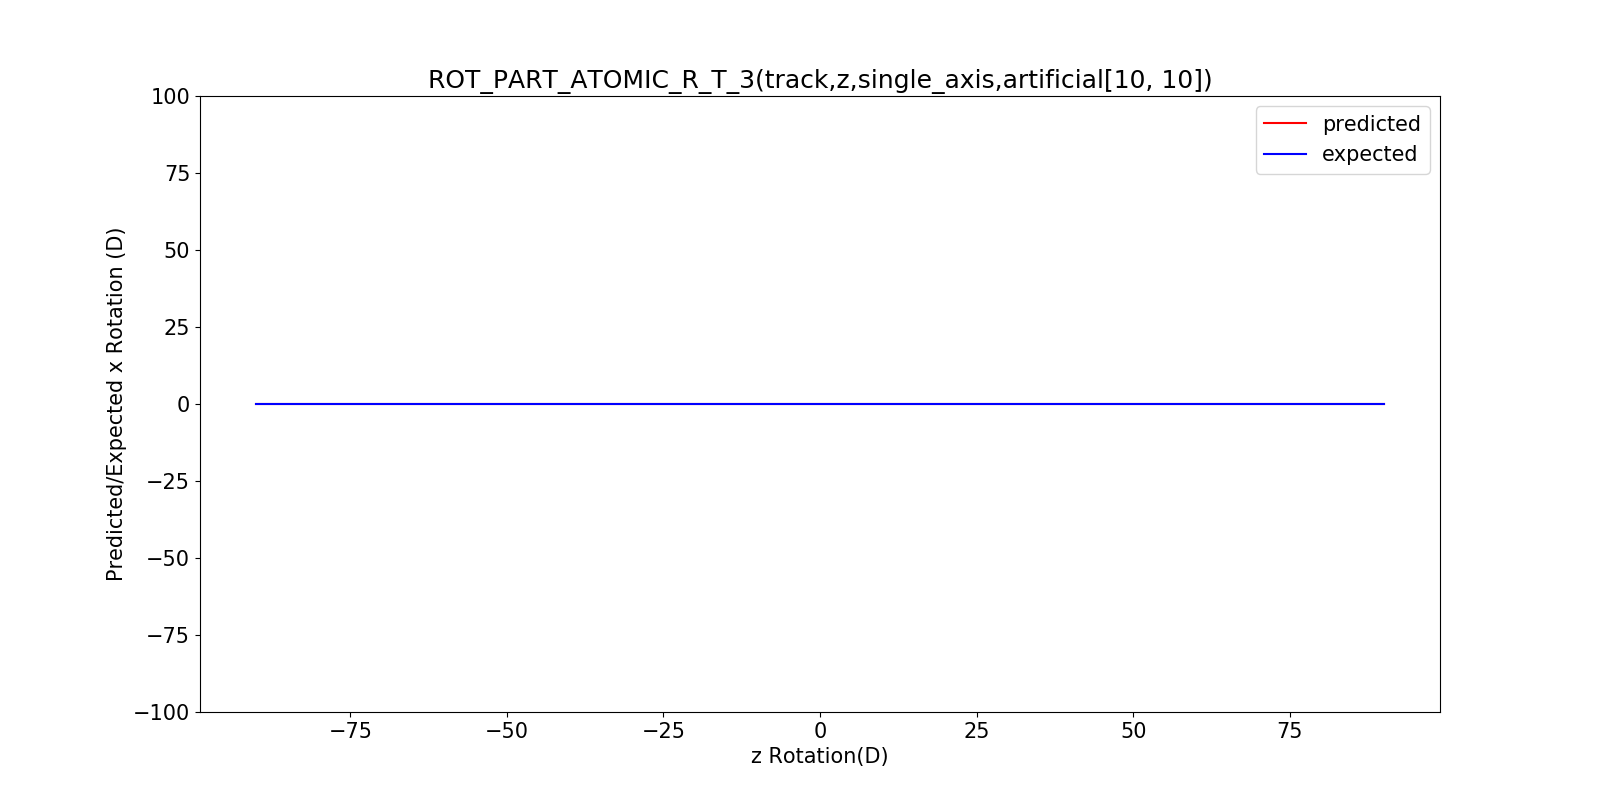 ROT_PART_ATOMIC_R_T_3(track,z,single_axis,artificial[10, 10])
predicted
expected
Predicted/Expected x Rotation (D)
100
75
50
25
0
−25
−50
−75
−100
−75 −50 −25 0 25 50 75
z Rotation(D)